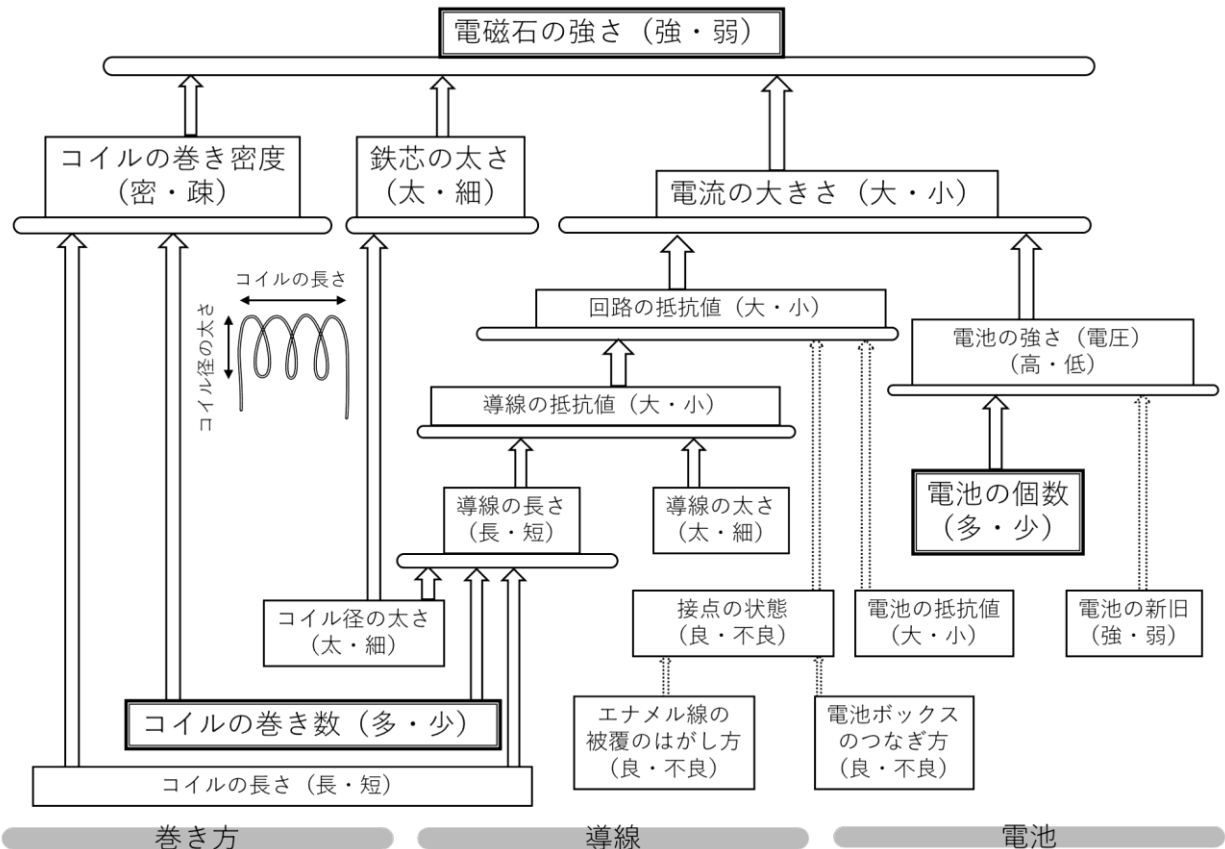 電磁石の強さ（強・弱）
コイルの巻き密度
（密・疎）
鉄芯の太さ
（太・細）
電流の大きさ（大・小）
コイルの長さ
コイル径の太さ
回路の抵抗値（大・小）
電池の強さ（電圧）
（高・低）
導線の抵抗値（大・小）
導線の長さ
（長・短）
導線の太さ
（太・細）
電池の個数
（多・少）
コイル径の太さ
（太・細）
接点の状態
（良・不良）
電池の抵抗値
（大・小）
電池の新旧
（強・弱）
コイルの巻き数（多・少）
エナメル線の
被覆のはがし方
（良・不良）
電池ボックス
のつなぎ方
（良・不良）
コイルの長さ（長・短）
巻き方
導線
電池